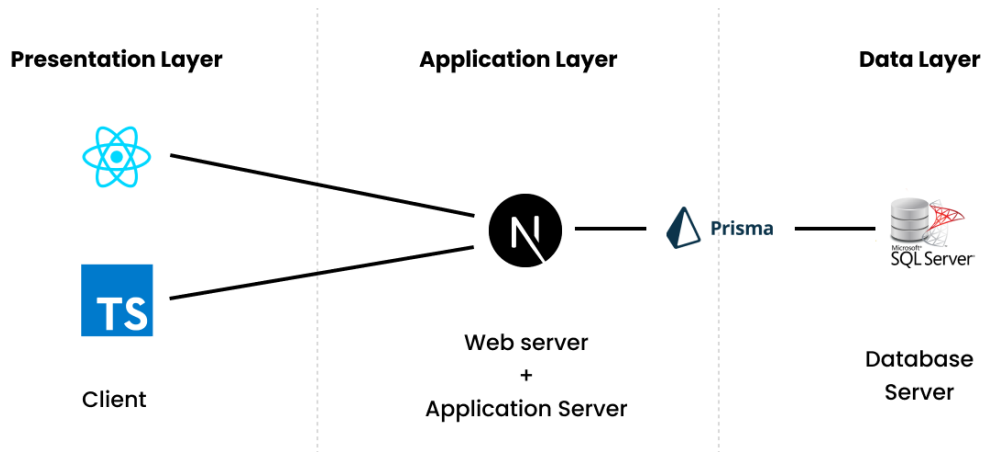 Presentation Layer
Application Layer
Data Layer
N
Prisma
Microsoft®
SQL Server
TS
Web server
+
Application Server
Database
Server
Client